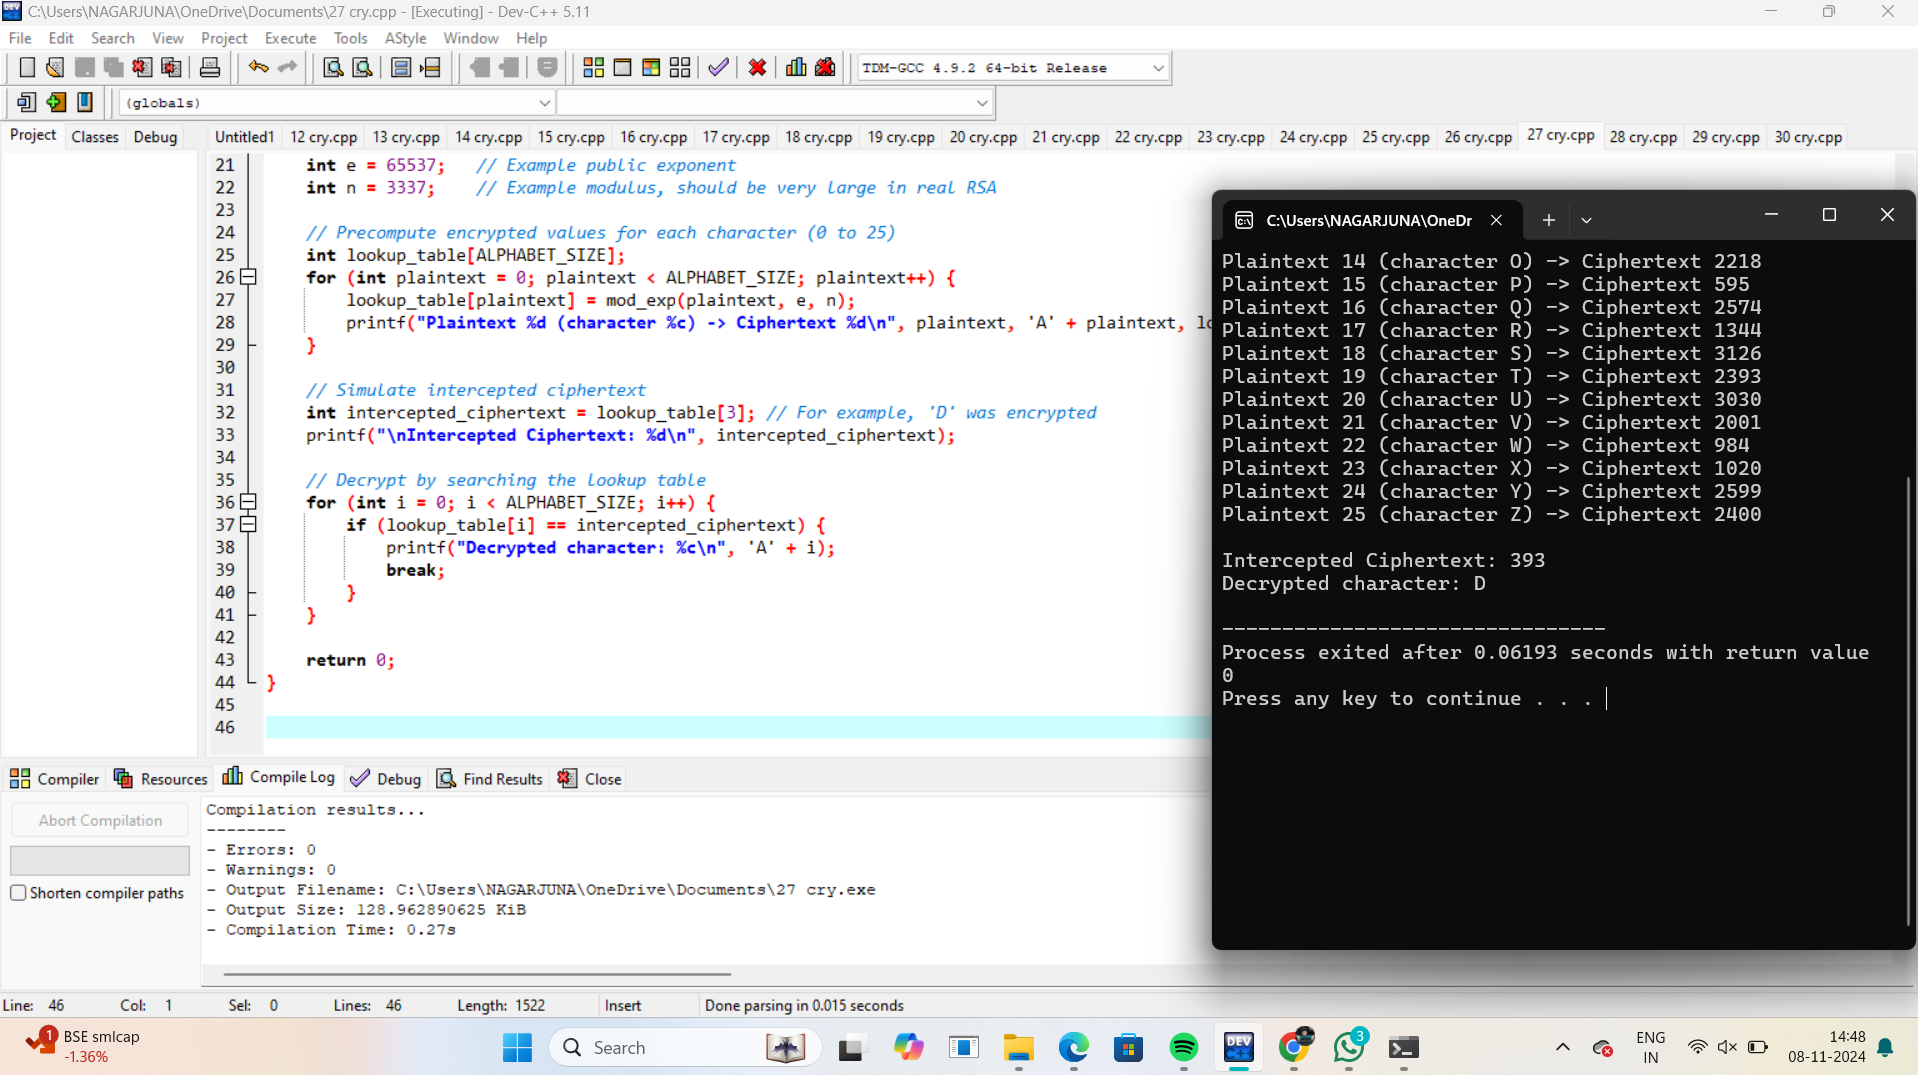 C:\Users\NAGARJUNA\OneDrive\Documents\27 cry.cpp - [Executing] - Dev-C++ 5.11
File Edit Search View Project Execute Tools AStyle Window Help
TDM-GCC 4.9.2 64-bit Release
(globals)
Project Classes Debug
Untitled1 12 cry.cpp 13 cry.cpp 14 cry.cpp 15 cry.cpp 16 cry.cpp 17 cry.cpp 18 cry.cpp 19 cry.cpp 20 cry.cpp 21 cry.cpp 22 cry.cpp 23 cry.cpp 24 cry.cpp 25 cry.cpp 26 cry.cpp 27 cry.cpp 28 cry.cpp 29 cry.cpp 30 cry.cpp
21 int e = 65537; // Example public exponent
22 int n = 3337; // Example modulus, should be very large in real RSA
23
24 // Precompute encrypted values for each character (0 to 25)
25 int lookup_table[ALPHABET_SIZE];
26 for (int plaintext = 0; plaintext < ALPHABET_SIZE; plaintext++) {
27 lookup_table[plaintext] = mod_exp(plaintext, e, n);
28 printf("Plaintext %d (character %c) -> Ciphertext %d\n", plaintext, 'A' + plaintext, lo
29 }
30
31 // Simulate intercepted ciphertext
32 int intercepted_ciphertext = lookup_table[3]; // For example, 'D' was encrypted
33 printf("\nIntercepted Ciphertext: %d\n", intercepted_ciphertext);
34
35 // Decrypt by searching the lookup table
36 for (int i = 0; i < ALPHABET_SIZE; i++) {
37 if (lookup_table[i] == intercepted_ciphertext) {
38 printf("Decrypted character: %c\n", 'A' + i);
39 break;
40 }
41 }
42
43 return 0;
44 }
45
46
C:\Users\NAGARJUNA\OneDr
Plaintext 14 (character O) -> Ciphertext 2218
Plaintext 15 (character P) -> Ciphertext 595
Plaintext 16 (character Q) -> Ciphertext 2574
Plaintext 17 (character R) -> Ciphertext 1344
Plaintext 18 (character S) -> Ciphertext 3126
Plaintext 19 (character T) -> Ciphertext 2393
Plaintext 20 (character U) -> Ciphertext 3030
Plaintext 21 (character V) -> Ciphertext 2001
Plaintext 22 (character W) -> Ciphertext 984
Plaintext 23 (character X) -> Ciphertext 1020
Plaintext 24 (character Y) -> Ciphertext 2599
Plaintext 25 (character Z) -> Ciphertext 2400
Intercepted Ciphertext: 393
Decrypted character: D
--------------------------------
Process exited after 0.06193 seconds with return value
0
Press any key to continue . . .
Compiler Resources Compile Log Debug Find Results Close
Abort Compilation
Shorten compiler paths
Compilation results...
--------
- Errors: 0
- Warnings: 0
- Output Filename: C:\Users\NAGARJUNA\OneDrive\Documents\27 cry.exe
- Output Size: 128.962890625 KiB
- Compilation Time: 0.27s
Line: 46 Col: 1 Sel: 0 Lines: 46 Length: 1522 Insert Done parsing in 0.015 seconds
1
BSE smlcap
-1.36%
Search
DEV C++
3
ENG
IN
14:48
08-11-2024